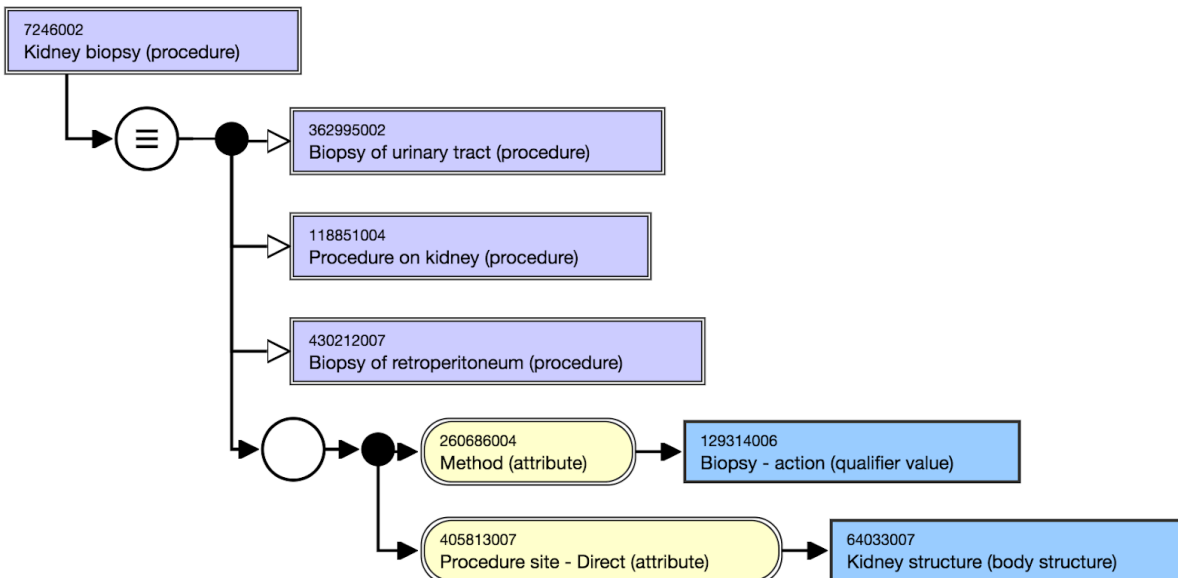 7246002
Kidney biopsy (procedure)
362995002
Biopsy of urinary tract (procedure)
118851004
Procedure on kidney (procedure)
430212007
Biopsy of retroperitoneum (procedure)
260686004
Method (attribute)
129314006
Biopsy - action (qualifier value)
405813007
Procedure site - Direct (attribute)
64033007
Kidney structure (body structure)